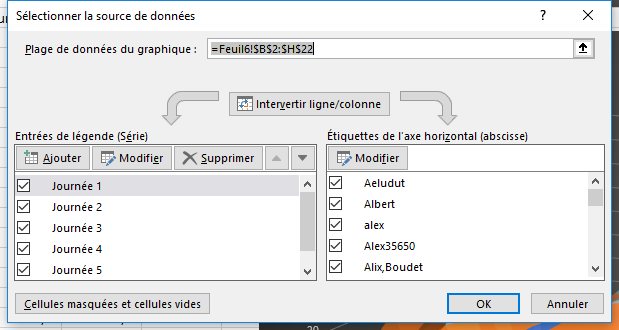 Sélectionner la source de données
Plage de données du graphique :
=Feuil6!$B$2:$H$22
Intervertir ligne/colonne
Entrées de légende (Série)
Ajouter
Modifier
Supprimer
Journée 1
Journée 2
Journée 3
Journée 4
Journée 5
Étiquettes de l'axe horizontal (abscisse)
Modifier
Aeludut
Albert
alex
Alex35650
Alix,Boudet
Cellules masquées et cellules vides
OK
Annuler
20